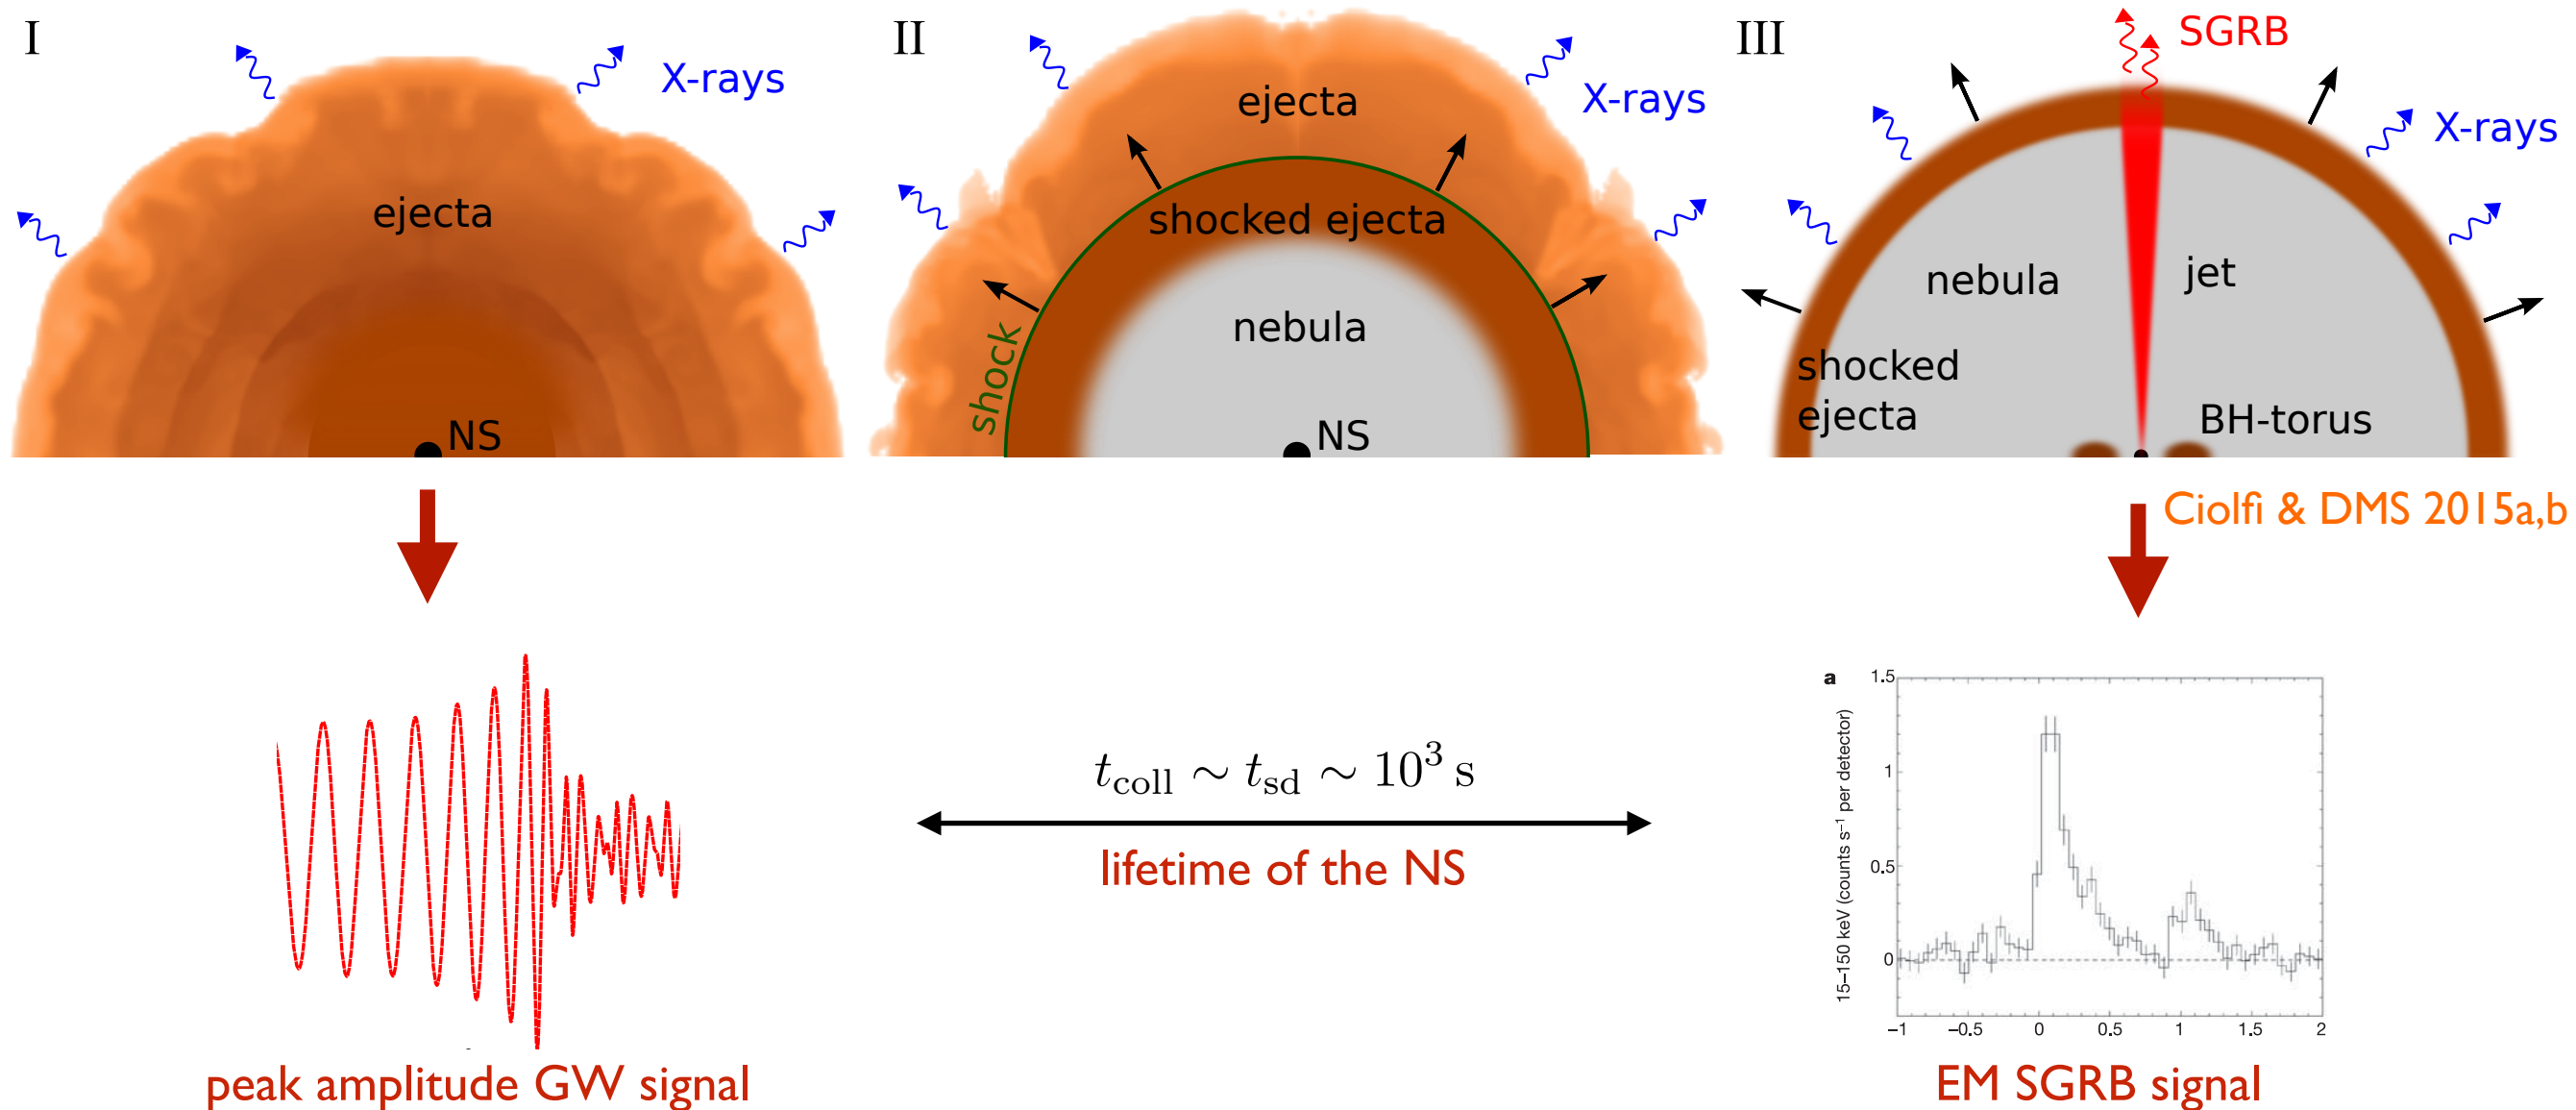 I
X-rays
ejecta
NS
II
ejecta
X-rays
shocked ejecta
nebula
shock
NS
III
SGRB
X-rays
nebula
jet
shocked
ejecta
BH-torus
Ciolfi & DMS 2015a,b
peak amplitude GW signal
t_coll ∼ t_sd ∼ 10³ s
lifetime of the NS
a
15–150 keV (counts s⁻¹ per detector)
1.5
1
0.5
0
−1 −0.5 0 0.5 1 1.5 2
EM SGRB signal